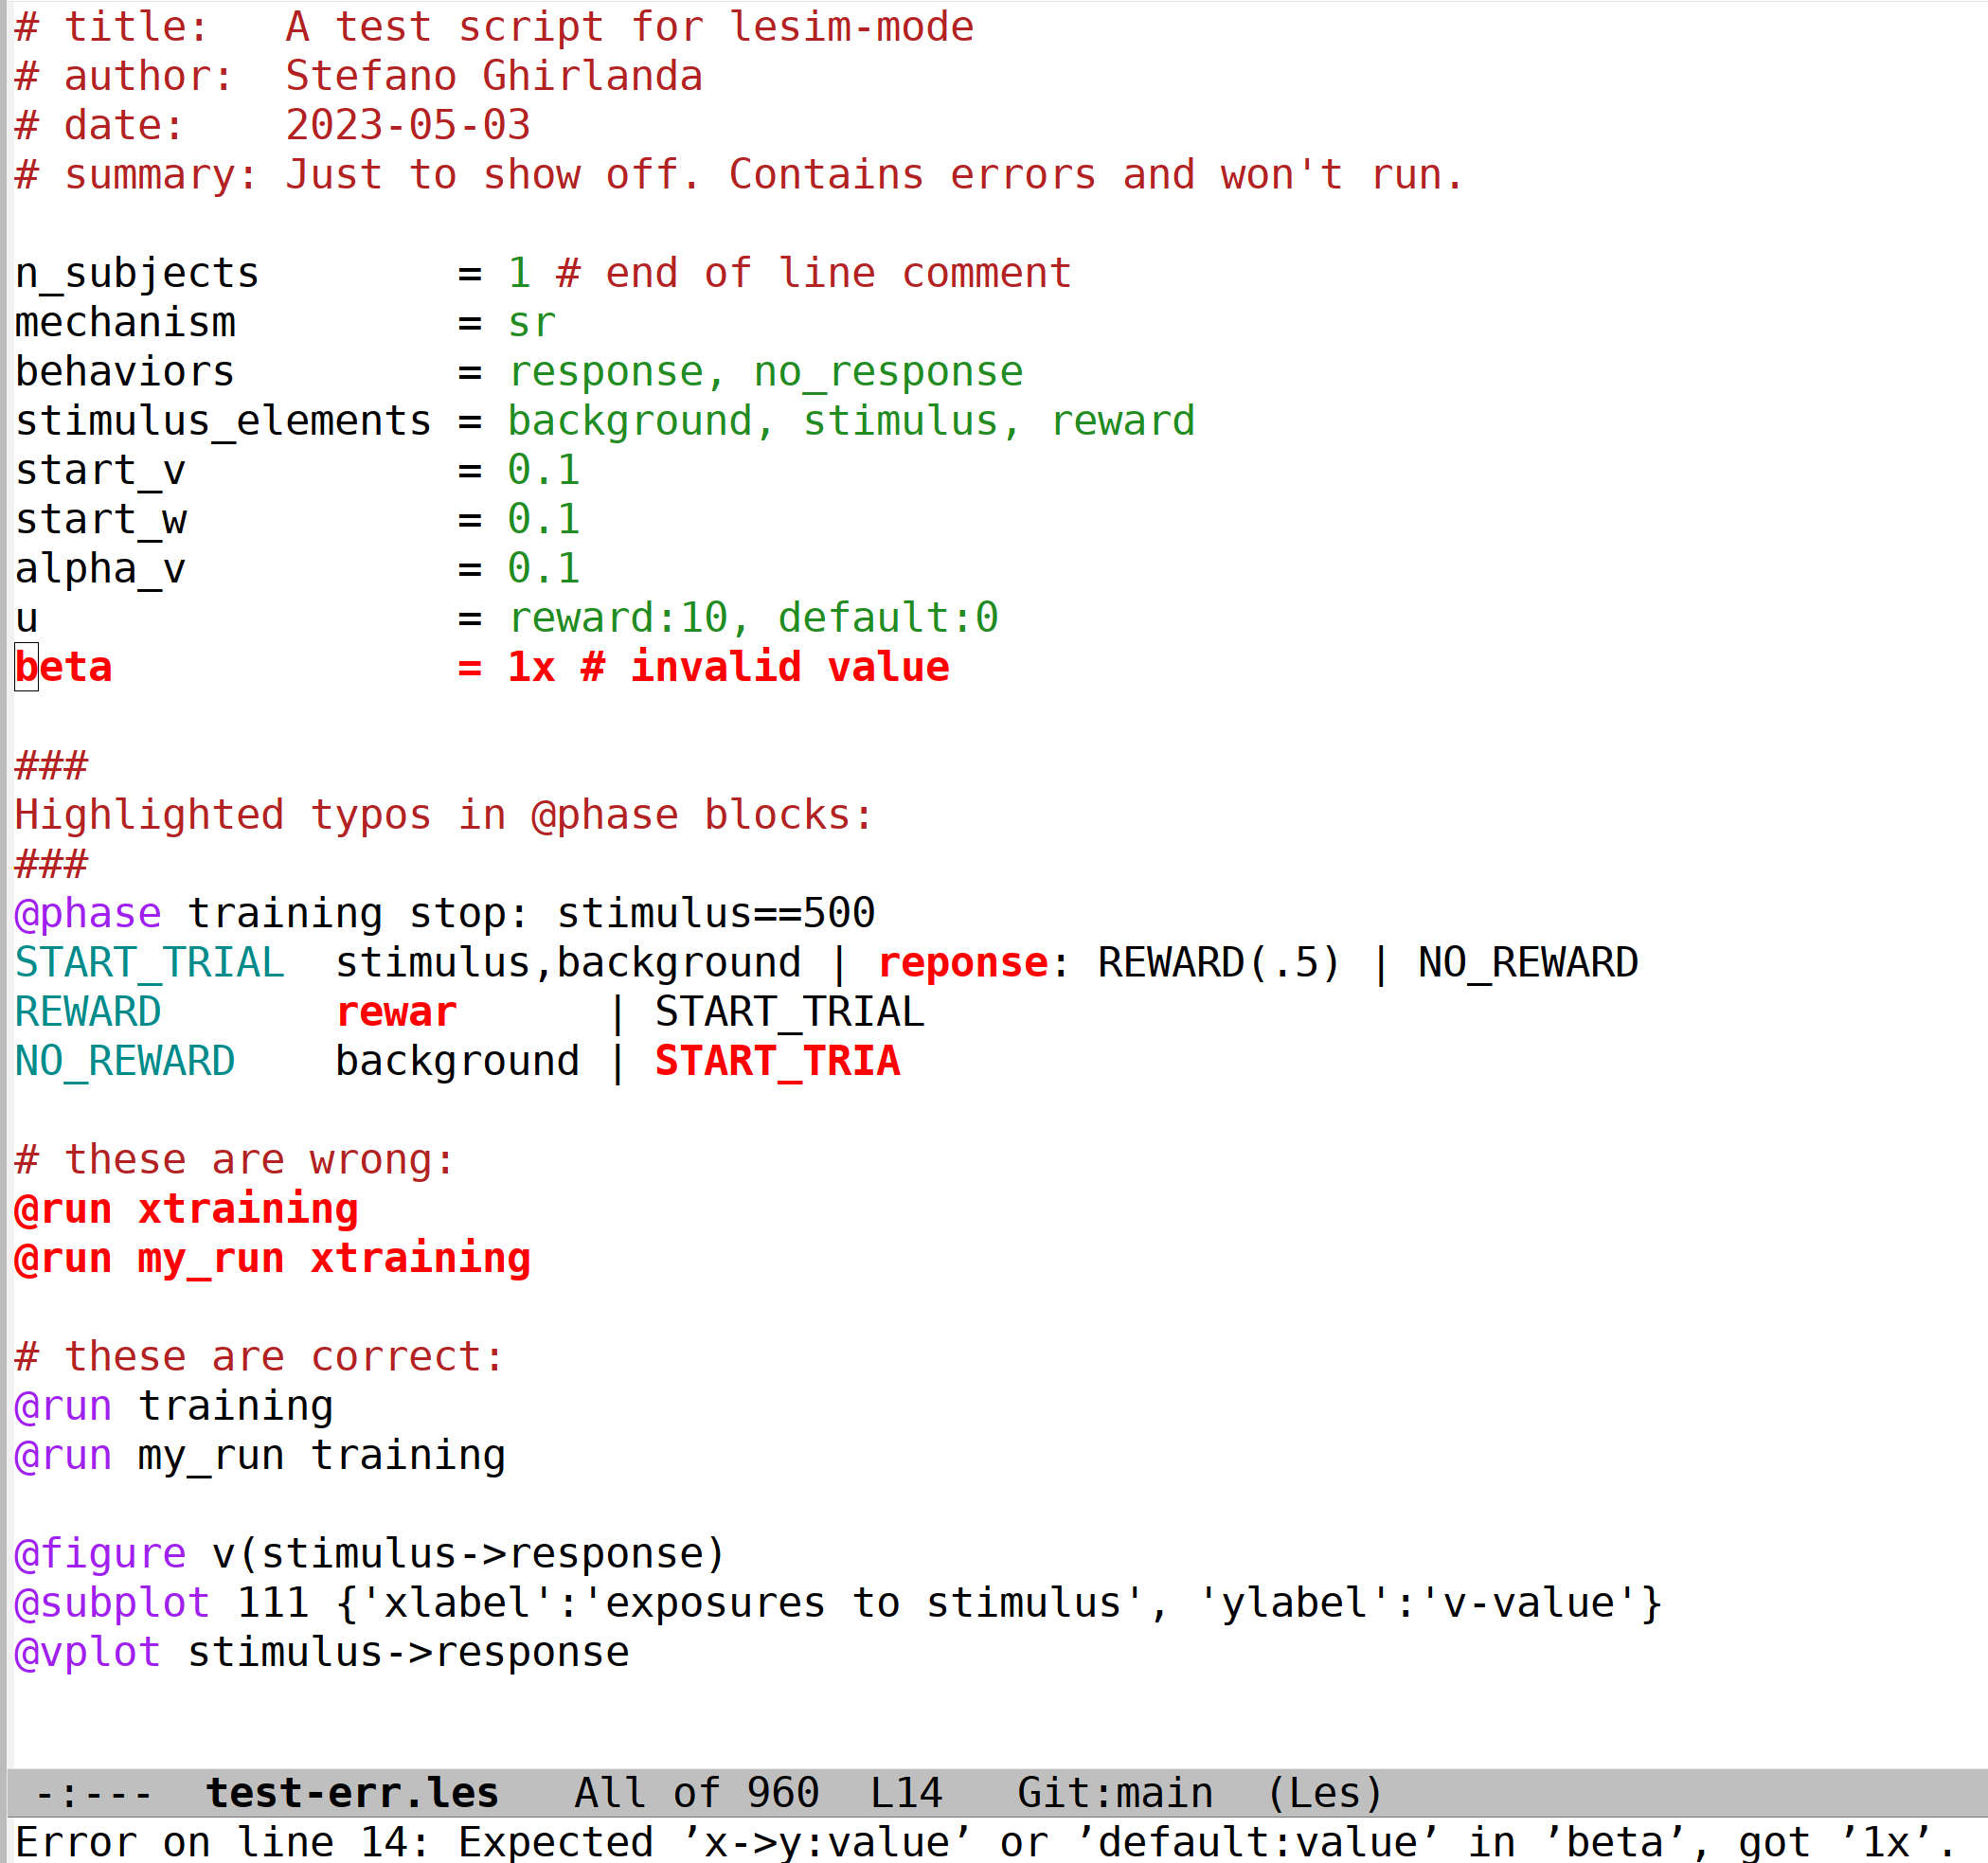 # title:   A test script for lesim-mode
# author:  Stefano Ghirlanda
# date:    2023-05-03
# summary: Just to show off. Contains errors and won't run.
n_subjects        = 1 # end of line comment
mechanism         = sr
behaviors         = response, no_response
stimulus_elements = background, stimulus, reward
start_v           = 0.1
start_w           = 0.1
alpha_v           = 0.1
u                 = reward:10, default:0
beta              = 1x # invalid value
###
Highlighted typos in @phase blocks:
###
@phase training stop: stimulus==500
START_TRIAL  stimulus,background | reponse: REWARD(.5) | NO_REWARD
REWARD       rewar      | START_TRIAL
NO_REWARD    background | START_TRIA
# these are wrong:
@run xtraining
@run my_run xtraining
# these are correct:
@run training
@run my_run training
@figure v(stimulus->response)
@subplot 111 {'xlabel':'exposures to stimulus', 'ylabel':'v-value'}
@vplot stimulus->response
-:---  test-err.les   All of 960  L14   Git:main  (Les)
Error on line 14: Expected ’x->y:value’ or ’default:value’ in ’beta’, got ’1x’.